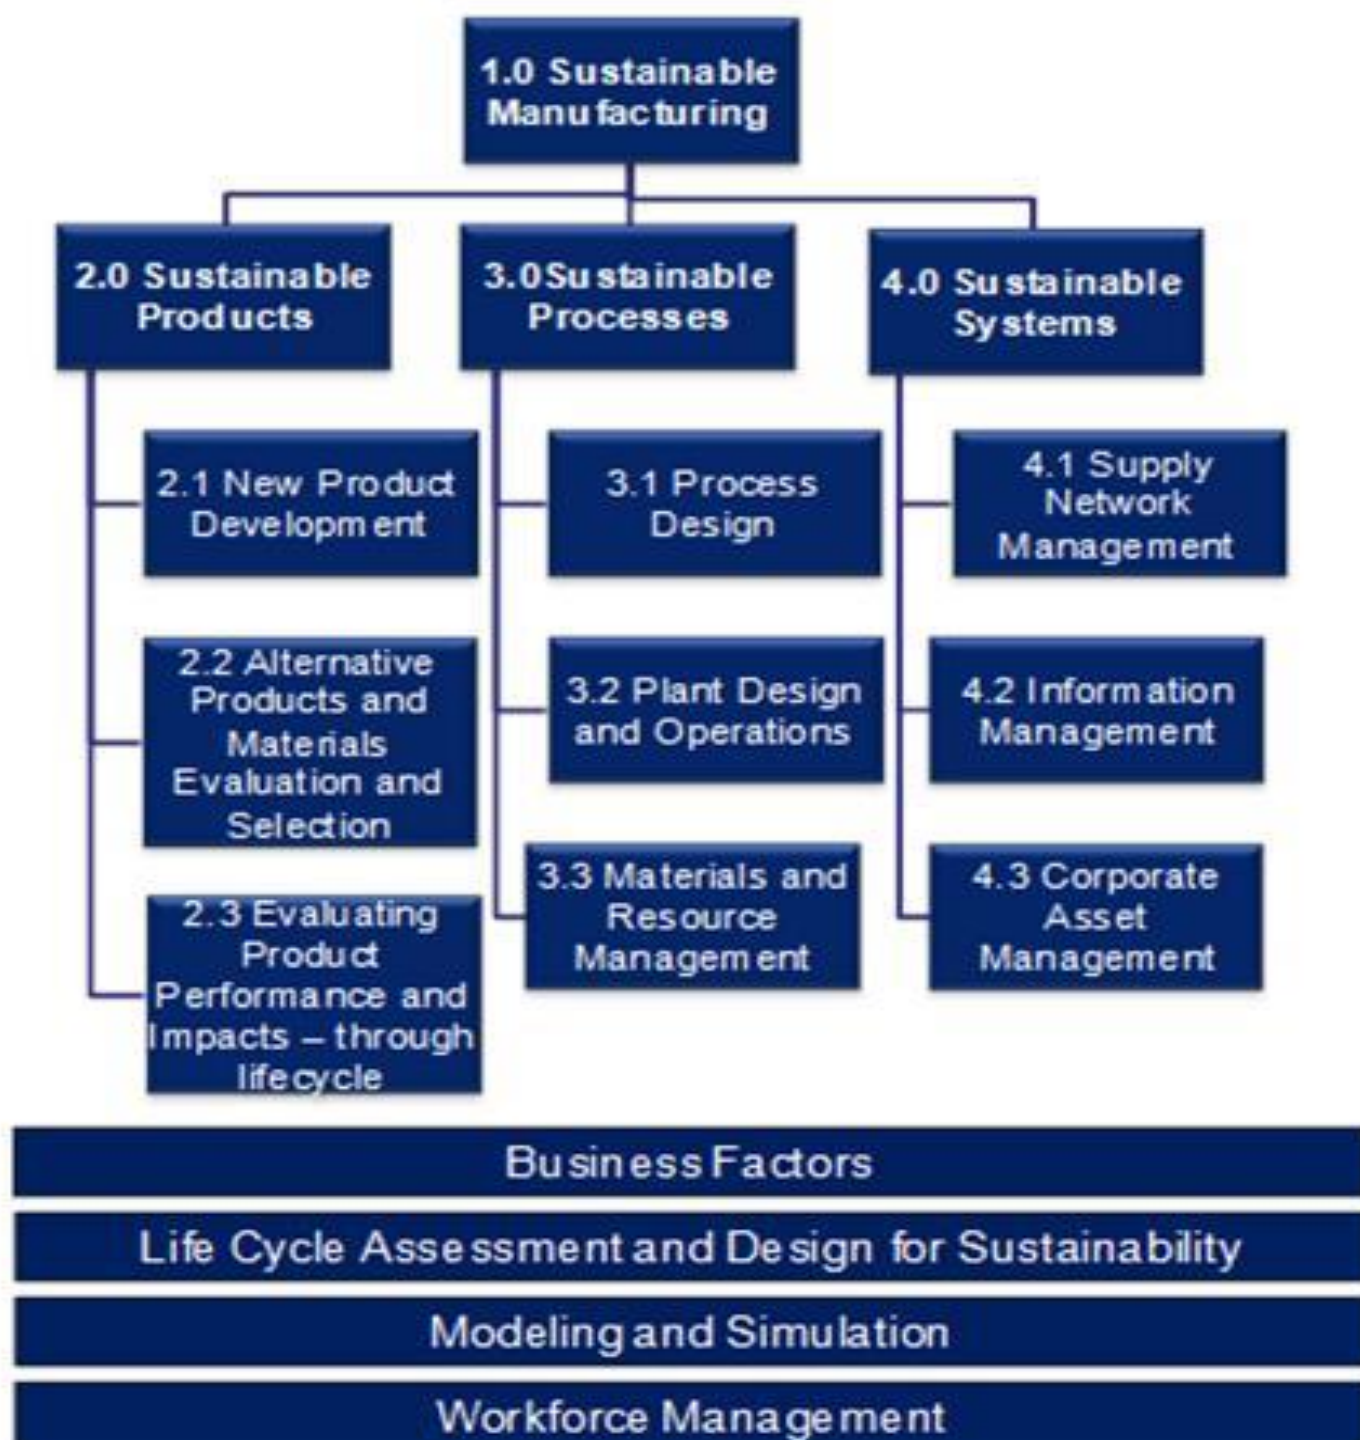 1.0 Sustainable
Manufacturing
2.0 Sustainable
Products
3.0Sustainable
Processes
4.0 Sustainable
Systems
2.1 New Product
Development
3.1 Process
Design
4.1 Supply
Network
Management
2.2 Alternative
Products and
Materials
Evaluation and
Selection
3.2 Plant Design
and Operations
4.2 Information
Management
2.3 Evaluating
Product
Performance and
Impacts – through
lifecycle
3.3 Materials and
Resource
Management
4.3 Corporate
Asset
Management
Business Factors
Life Cycle Assessment and Design for Sustainability
Modeling and Simulation
Workforce Management